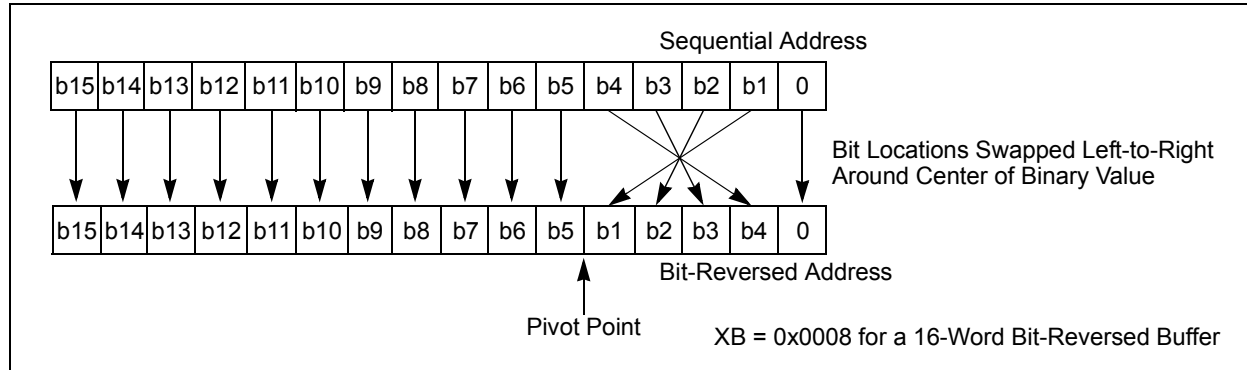 Sequential Address
b15 b14 b13 b12 b11 b10 b9 b8 b7 b6 b5 b4 b3 b2 b1 0
Bit Locations Swapped Left-to-Right
Around Center of Binary Value
b15 b14 b13 b12 b11 b10 b9 b8 b7 b6 b5 b1 b2 b3 b4 0
Bit-Reversed Address
Pivot Point
XB = 0x0008 for a 16-Word Bit-Reversed Buffer